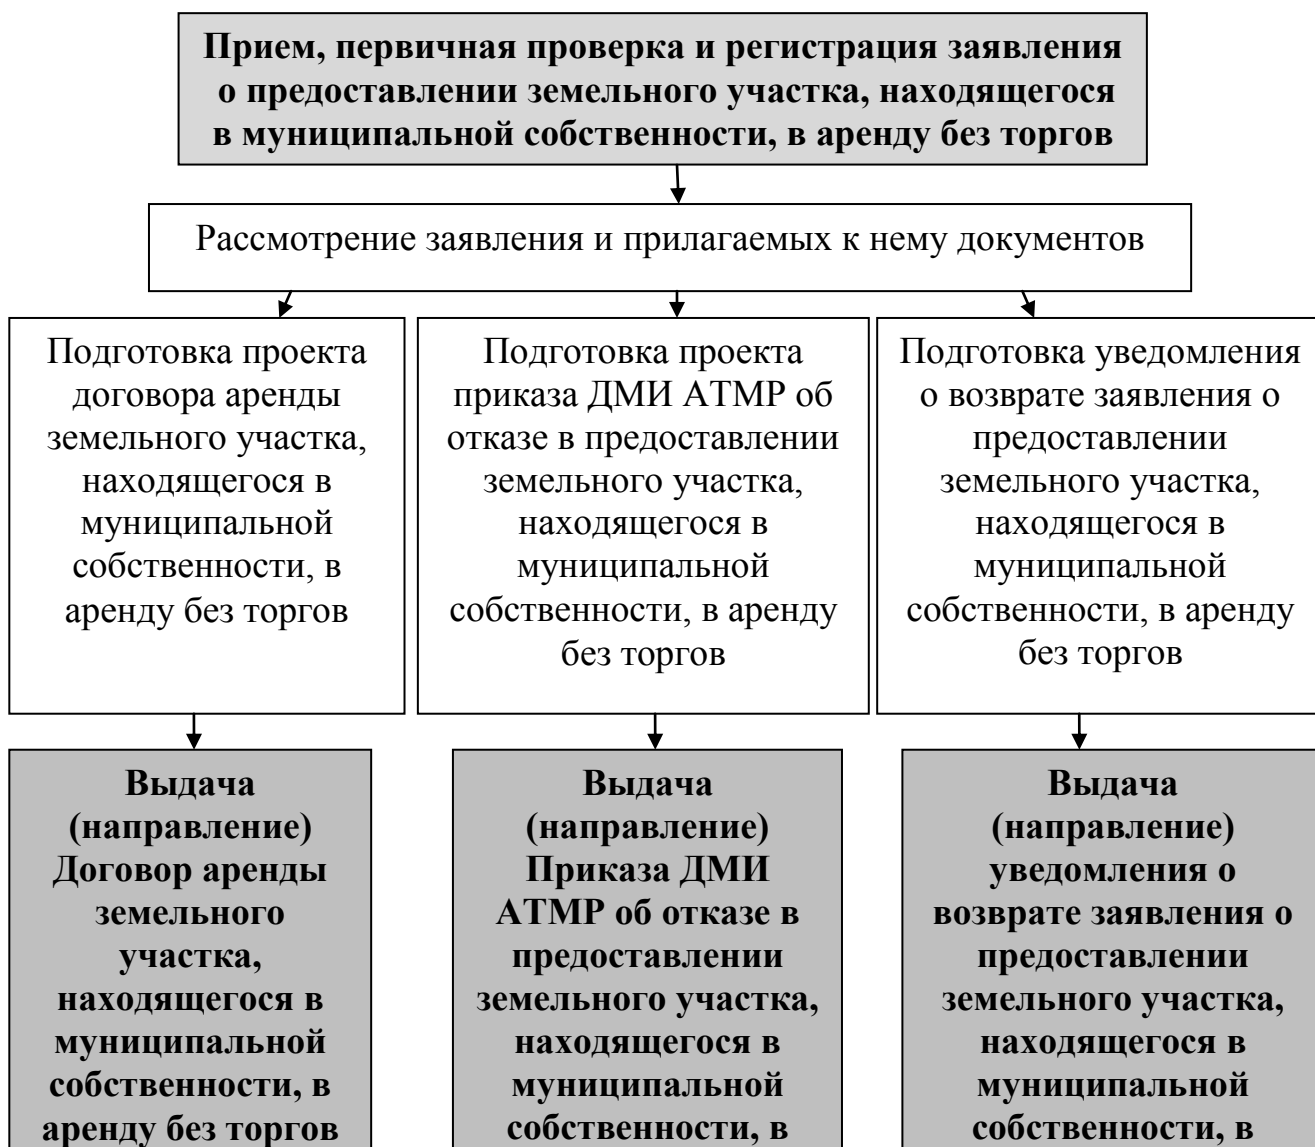 Прием, первичная проверка и регистрация заявления
о предоставлении земельного участка, находящегося
в муниципальной собственности, в аренду без торгов
Рассмотрение заявления и прилагаемых к нему документов
Подготовка проекта
договора аренды
земельного участка,
находящегося в
муниципальной
собственности, в
аренду без торгов
Подготовка проекта
приказа ДМИ АТМР об
отказе в предоставлении
земельного участка,
находящегося в
муниципальной
собственности, в аренду
без торгов
Подготовка уведомления
о возврате заявления о
предоставлении
земельного участка,
находящегося в
муниципальной
собственности, в аренду
без торгов
Выдача
(направление)
Договор аренды
земельного
участка,
находящегося в
муниципальной
собственности, в
аренду без торгов
Выдача
(направление)
Приказа ДМИ
АТМР об отказе в
предоставлении
земельного участка,
находящегося в
муниципальной
собственности, в
Выдача
(направление)
уведомления о
возврате заявления о
предоставлении
земельного участка,
находящегося в
муниципальной
собственности, в